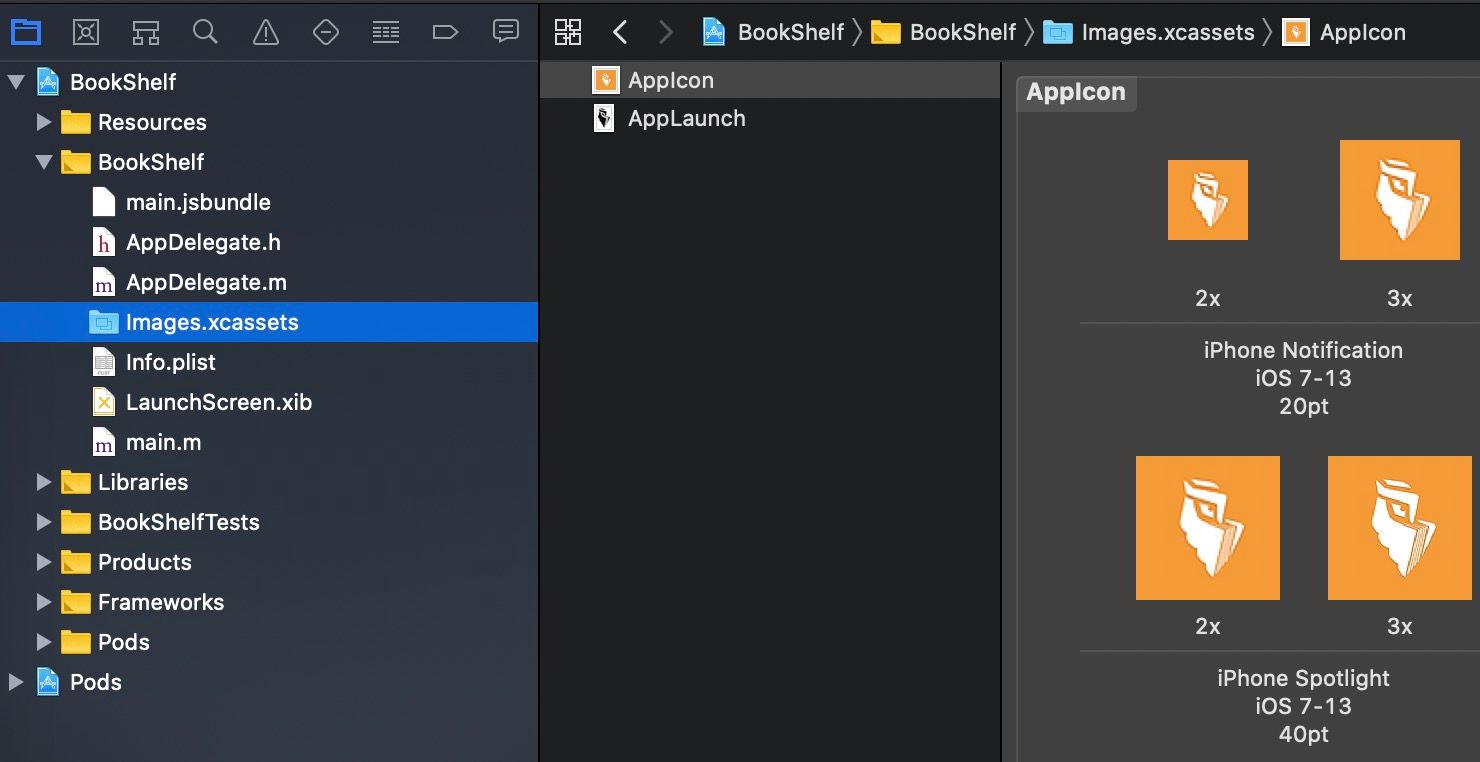 BookShelf
Resources
BookShelf
main.jsbundle
h AppDelegate.h
m AppDelegate.m
Images.xcassets
PLIST Info.plist
LaunchScreen.xib
m main.m
Libraries
BookShelfTests
Products
Frameworks
Pods
Pods
BookShelf BookShelf Images.xcassets AppIcon
AppIcon
AppLaunch
AppIcon
2x 3x
iPhone Notification
iOS 7-13
20pt
2x 3x
iPhone Spotlight
iOS 7-13
40pt